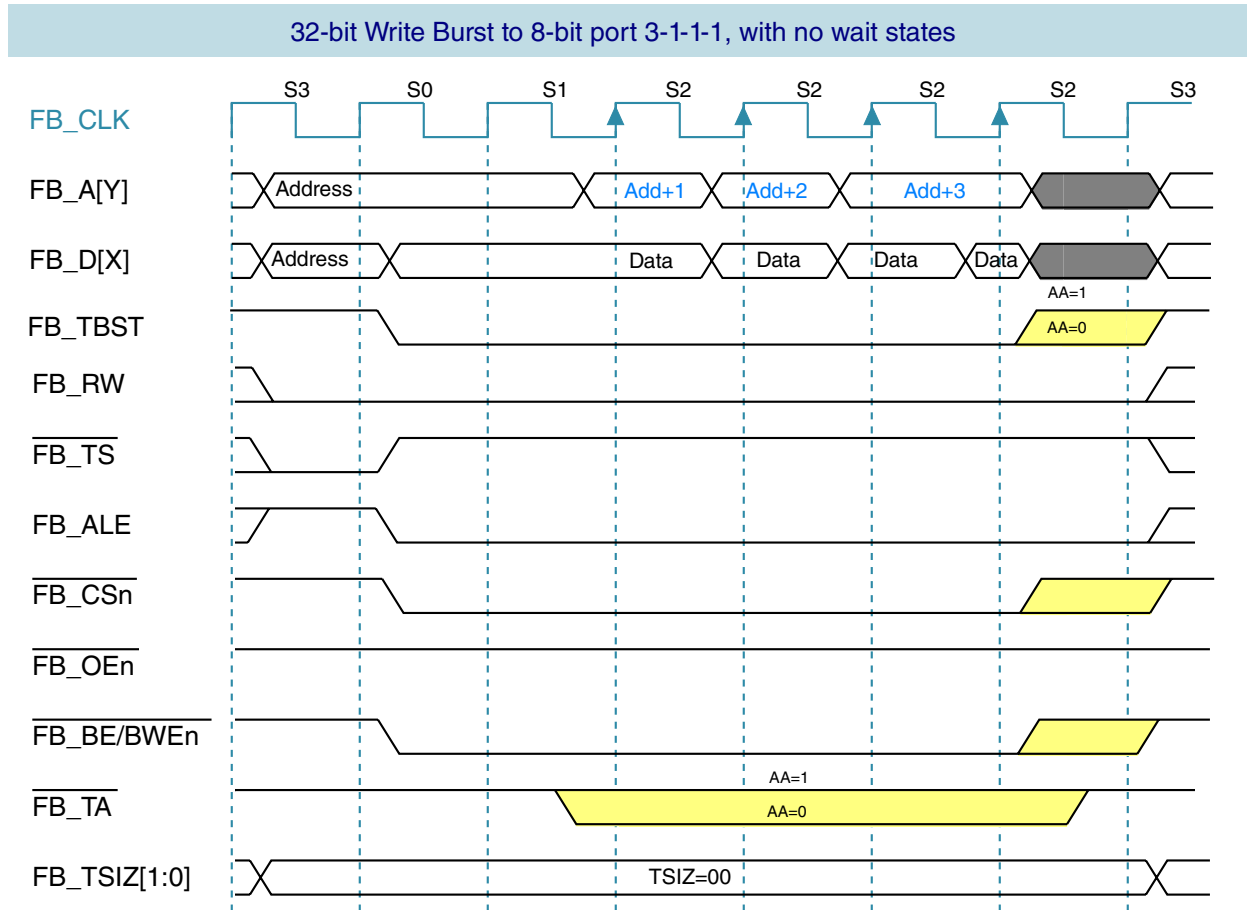 32-bit Write Burst to 8-bit port 3-1-1-1, with no wait states
S3 S0 S1 S2 S2 S2 S2 S3
FB_CLK
FB_A[Y] Address Add+1 Add+2 Add+3
FB_D[X] Address Data Data Data Data
AA=1
FB_TBST AA=0
FB_RW
FB_TS
FB_ALE
FB_CSn
FB_OEn
FB_BE/BWEn
AA=1
FB_TA AA=0
FB_TSIZ[1:0] TSIZ=00